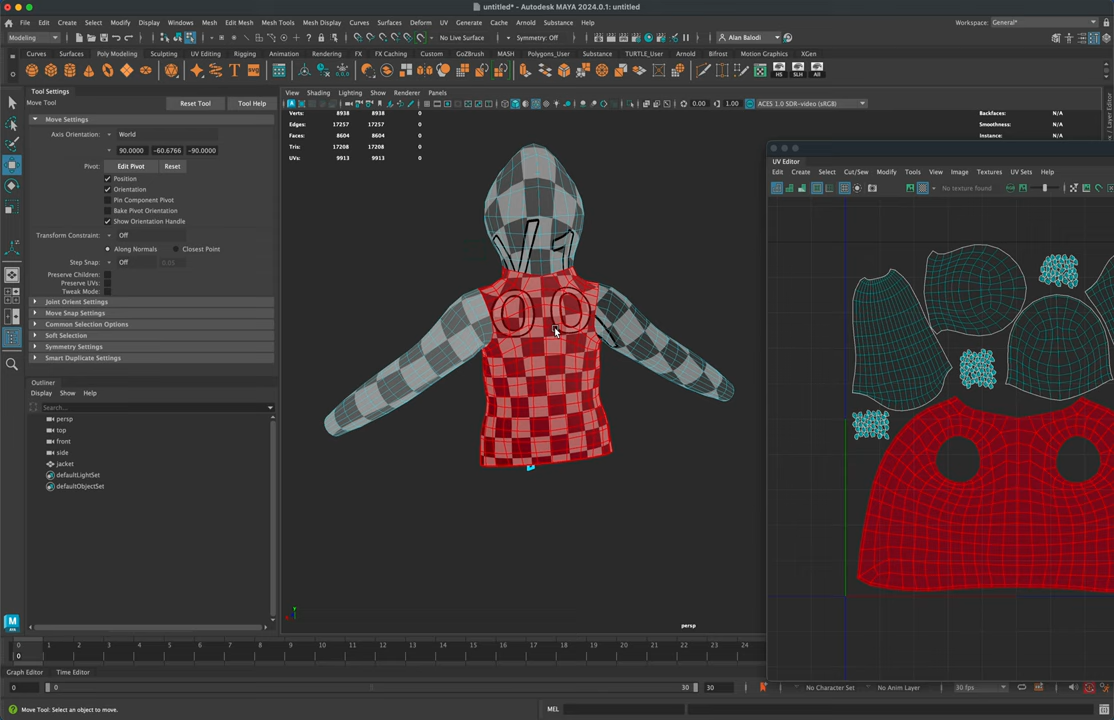 untitled* - Autodesk MAYA 2024.0.1: untitled
File Edit Create Select Modify Display Windows Mesh Edit Mesh Mesh Tools Mesh Display Curves Surfaces Deform UV Generate Cache Arnold Substance Help
Workspace: General*
Modeling
No Live Surface
Symmetry: Off
Alan Balodi
Curves Surfaces Poly Modeling Sculpting UV Editing Rigging Animation Rendering FX FX Caching Custom GoZBrush MASH Polygons_User Substance TURTLE_User Arnold Bifrost Motion Graphics XGen
HS SLH All
Tool Settings
Move Tool
Reset Tool
Tool Help
Move Settings
Axis Orientation: World
90.0000 -60.6766 -90.0000
Pivot: Edit Pivot Reset
Position
Orientation
Pin Component Pivot
Bake Pivot Orientation
Show Orientation Handle
Transform Constraint: Off
Along Normals
Closest Point
Step Snap: Off 0.05
Preserve Children:
Preserve UVs:
Tweak Mode:
Joint Orient Settings
Move Snap Settings
Common Selection Options
Soft Selection
Symmetry Settings
Smart Duplicate Settings
Outliner
Display Show Help
Search...
persp
top
front
side
jacket
defaultLightSet
defaultObjectSet
View Shading Lighting Show Renderer Panels
0.00 1.00 ACES 1.0 SDR-video (sRGB)
Verts: 8938 8938 0
Edges: 17257 17257 0
Faces: 8604 8604 0
Tris: 17208 17208 0
UVs: 9913 9913 0
Backfaces: N/A
Smoothness: N/A
Instance: N/A
V 1
0 0
persp
UV Editor
Edit Create Select Cut/Sew Modify Tools View Image Textures UV Sets Help
No texture found
0 1 2 3 4 5 6 7 8 9 10 11 12 13 14 15 16 17 18 19 20 21 22 23 24
0
Graph Editor
Time Editor
0 0 30 30
No Character Set
No Anim Layer
30 fps
Move Tool: Select an object to move.
MEL